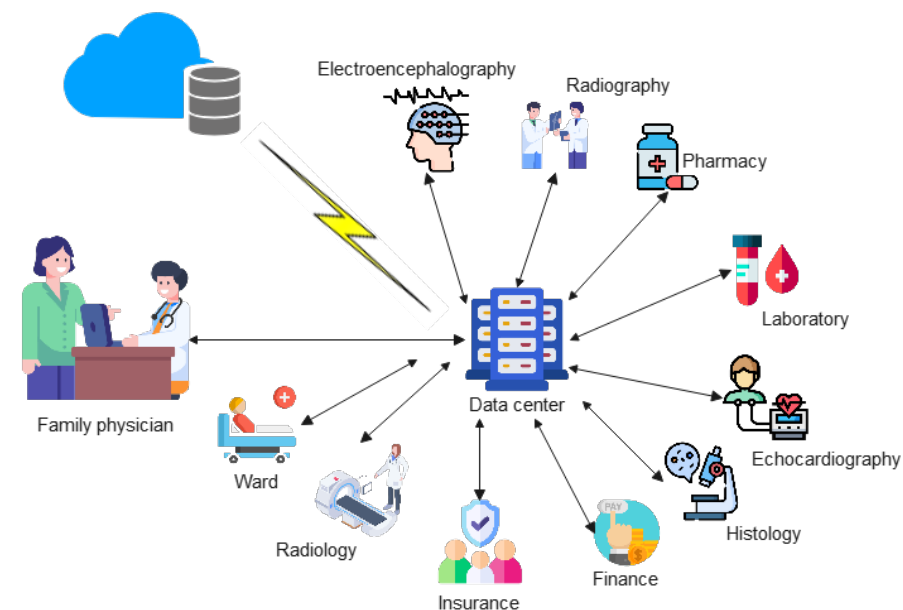 Electroencephalography
Radiography
Pharmacy
Laboratory
Data center
Family physician
Echocardiography
Ward
PAY
Histology
Radiology
Finance
Insurance